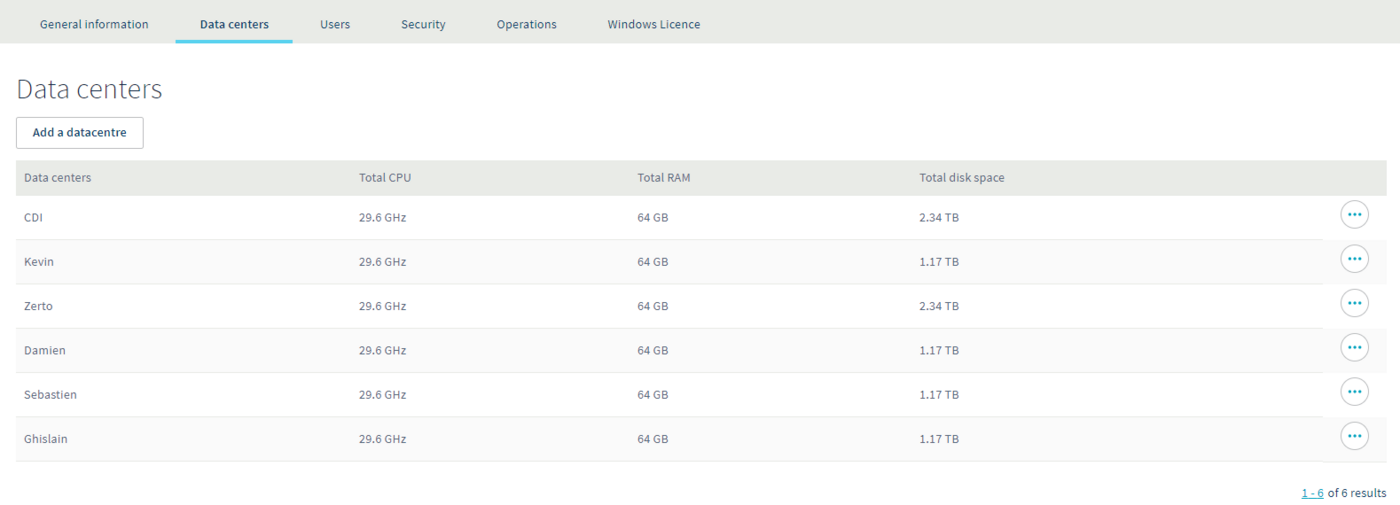 General information Data centers Users Security Operations Windows Licence
Data centers
Add a datacentre
Data centers Total CPU Total RAM Total disk space
CDI 29.6 GHz 64 GB 2.34 TB
Kevin 29.6 GHz 64 GB 1.17 TB
Zerto 29.6 GHz 64 GB 2.34 TB
Damien 29.6 GHz 64 GB 1.17 TB
Sebastien 29.6 GHz 64 GB 1.17 TB
Ghislain 29.6 GHz 64 GB 1.17 TB
1 - 6 of 6 results